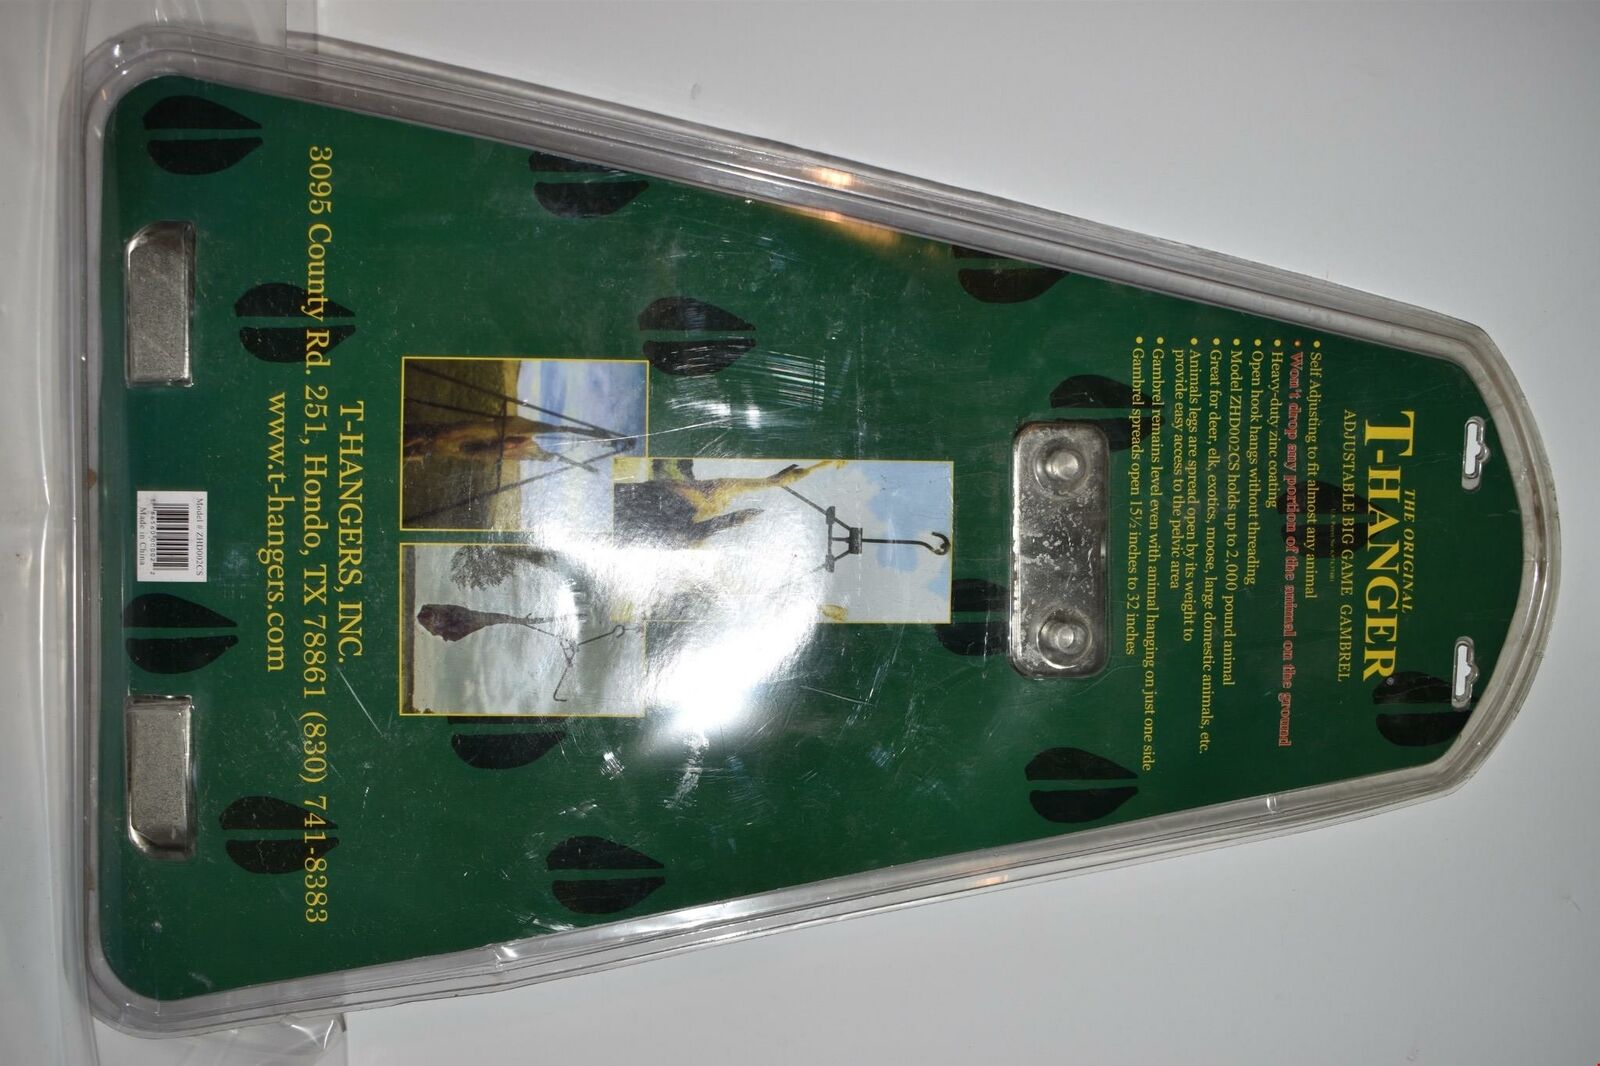 THE ORIGINAL
T-HANGER®
ADJUSTABLE BIG GAME GAMBREL
• Self Adjusting to fit almost any animal
• Won't drop any portion of the animal on the ground
• Heavy-duty zinc coating
• Open hook hangs without threading
• Model ZHD002CS holds up to 2,000 pound animal
• Great for deer, elk, exotics, moose, large domestic animals, etc.
• Animals legs are spread open by its weight to
provide easy access to the pelvic area
• Gambrel remains level even with animal hanging on just one side
• Gambrel spreads open 15½ inches to 32 inches
T-HANGERS, INC.
3095 County Rd. 251, Hondo, TX 78861 (830) 741-8383
www.t-hangers.com
Model # ZHD002CS
Made in China